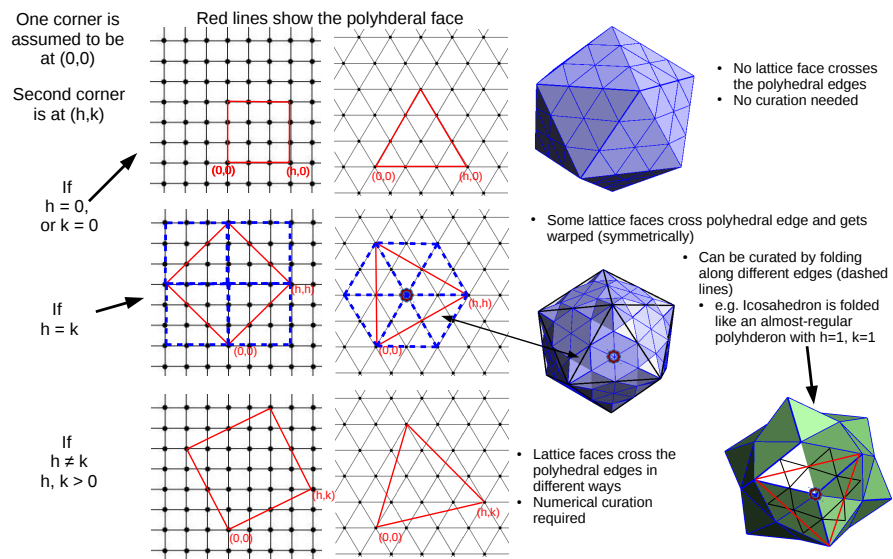 One corner is
assumed to be
at (0,0)
Second corner
is at (h,k)
Red lines show the polyhderal face
If
h = 0,
or k = 0
(0,0)
(h,0)
(0,0)
(h,0)
• No lattice face crosses
the polyhedral edges
• No curation needed
If
h = k
(h,h)
(0,0)
(h,h)
(0,0)
• Some lattice faces cross polyhedral edge and gets
warped (symmetrically)
• Can be curated by folding
along different edges (dashed
lines)
• e.g. Icosahedron is folded
like an almost-regular
polyhderon with h=1, k=1
If
h ≠ k
h, k > 0
(h,k)
(0,0)
(h,k)
(0,0)
• Lattice faces cross the
polyhedral edges in
different ways
• Numerical curation
required